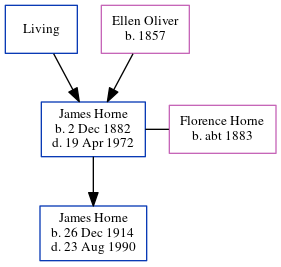 Living
Ellen Oliver
b. 1857
James Horne
b. 2 Dec 1882
d. 19 Apr 1972
Florence Horne
b. abt 1883
James Horne
b. 26 Dec 1914
d. 23 Aug 1990